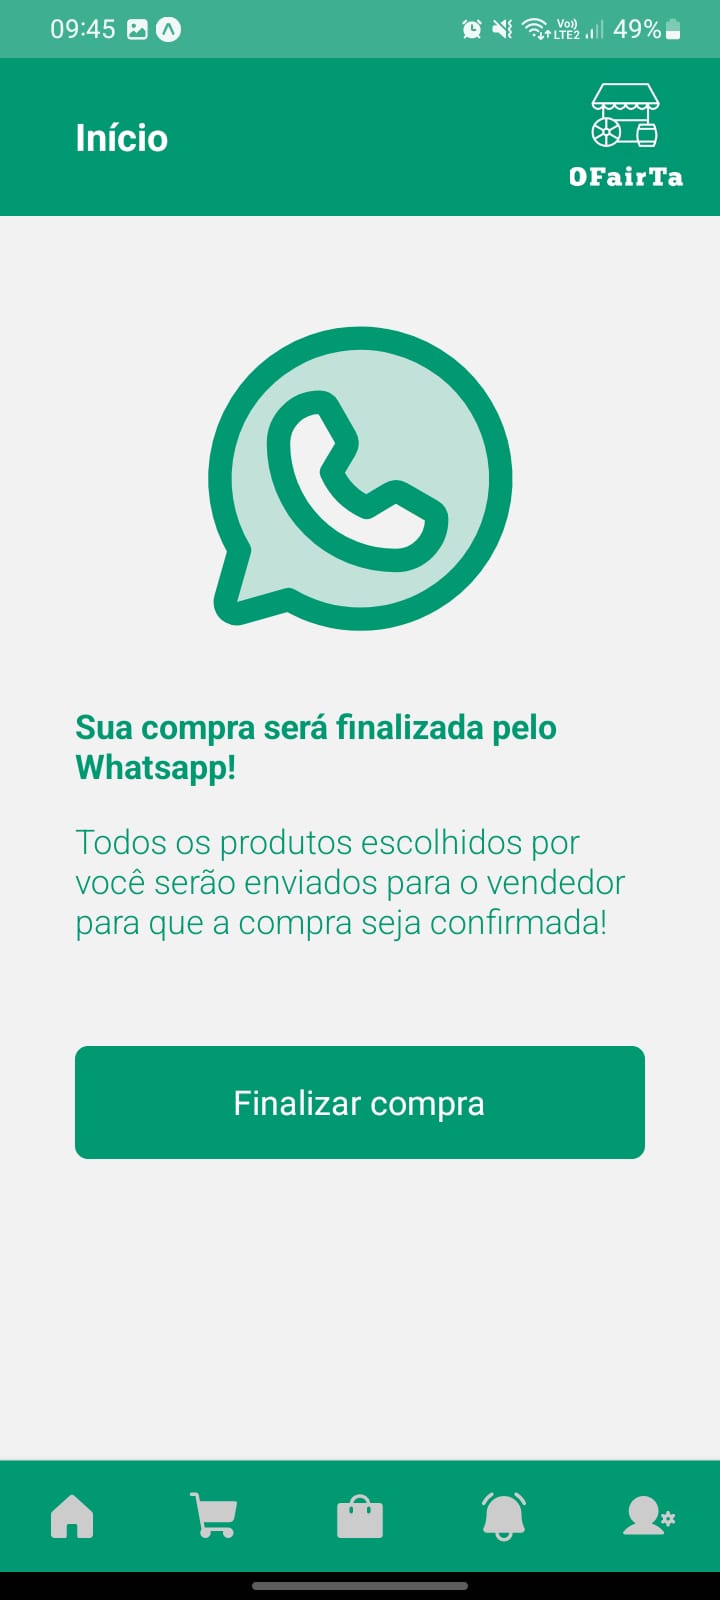 09:45
Vo))
LTE2
49%
Início
OFairTa
Sua compra será finalizada pelo
Whatsapp!
Todos os produtos escolhidos por
você serão enviados para o vendedor
para que a compra seja confirmada!
Finalizar compra